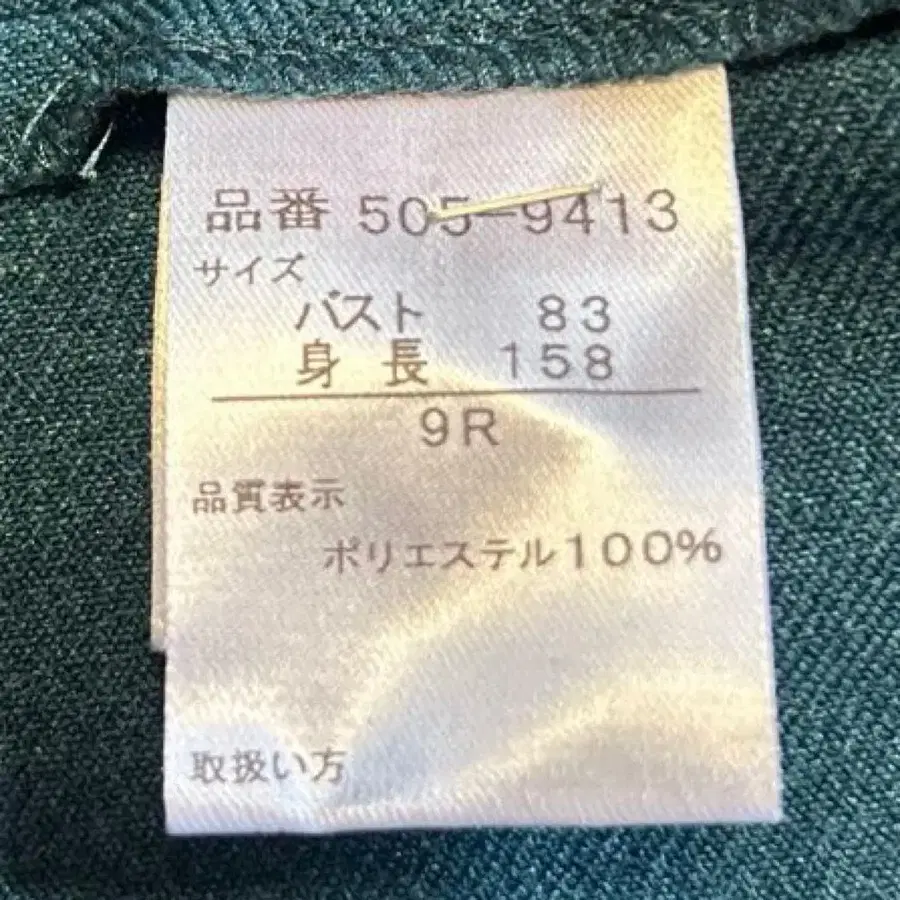 品番 505-9413
サイズ
バスト 83
身長 158
9R
品質表示
ポリエステル100%
取扱い方